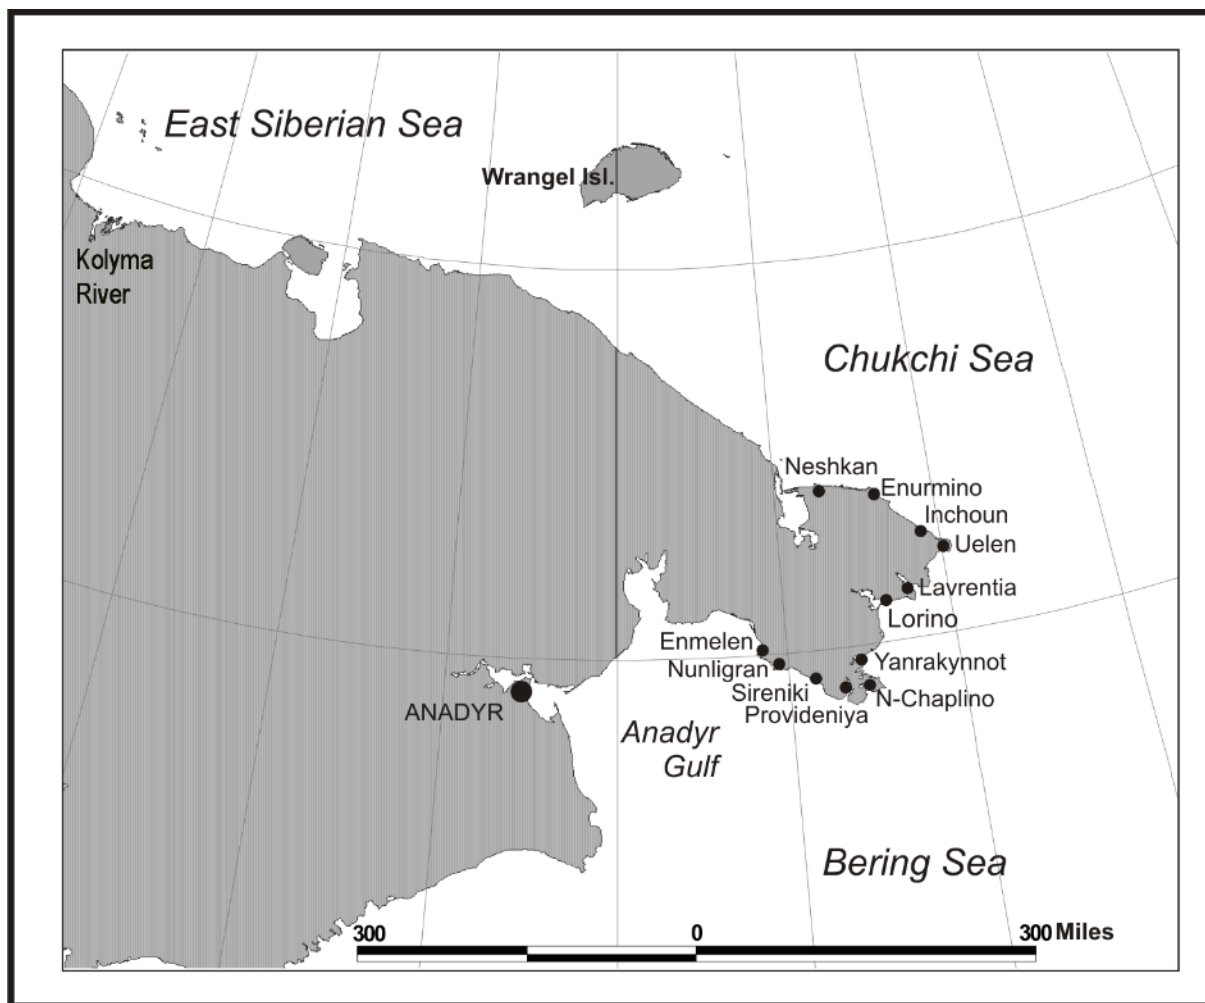 East Siberian Sea
Wrangel Isl.
Kolyma
River
Chukchi Sea
Neshkan
Enurmino
Inchoun
Uelen
Lavrentia
Lorino
Enmelen
Yanrakynnot
Nunligran
Sireniki
N-Chaplino
Provideniya
ANADYR
Anadyr
Gulf
Bering Sea
300 0 300 Miles